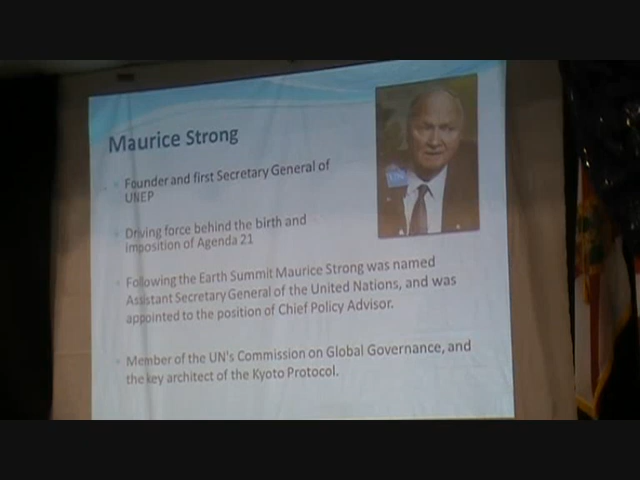 Maurice Strong
Founder and first Secretary General of
UNEP
Driving force behind the birth and
imposition of Agenda 21
Following the Earth Summit Maurice Strong was named
Assistant Secretary General of the United Nations, and was
appointed to the position of Chief Policy Advisor.
Member of the UN's Commission on Global Governance, and
the key architect of the Kyoto Protocol.